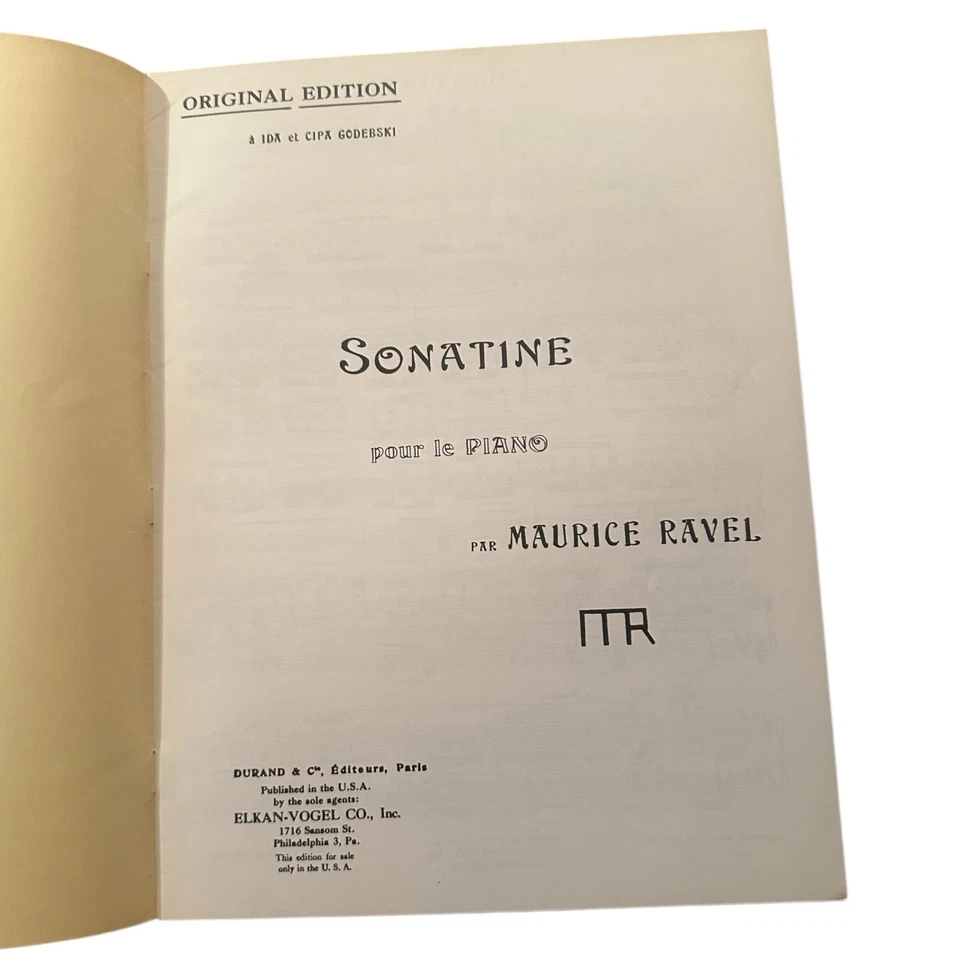 ORIGINAL EDITION
à IDA et CIPA GODEBSKI
SONATINE
pour le PIANO
PAR MAURICE RAVEL
MR
DURAND & Cie, Éditeurs, Paris
Published in the U.S.A.
by the sole agents:
ELKAN-VOGEL CO., Inc.
1716 Sansom St.
Philadelphia 3, Pa.
This edition for sale
only in the U. S. A.